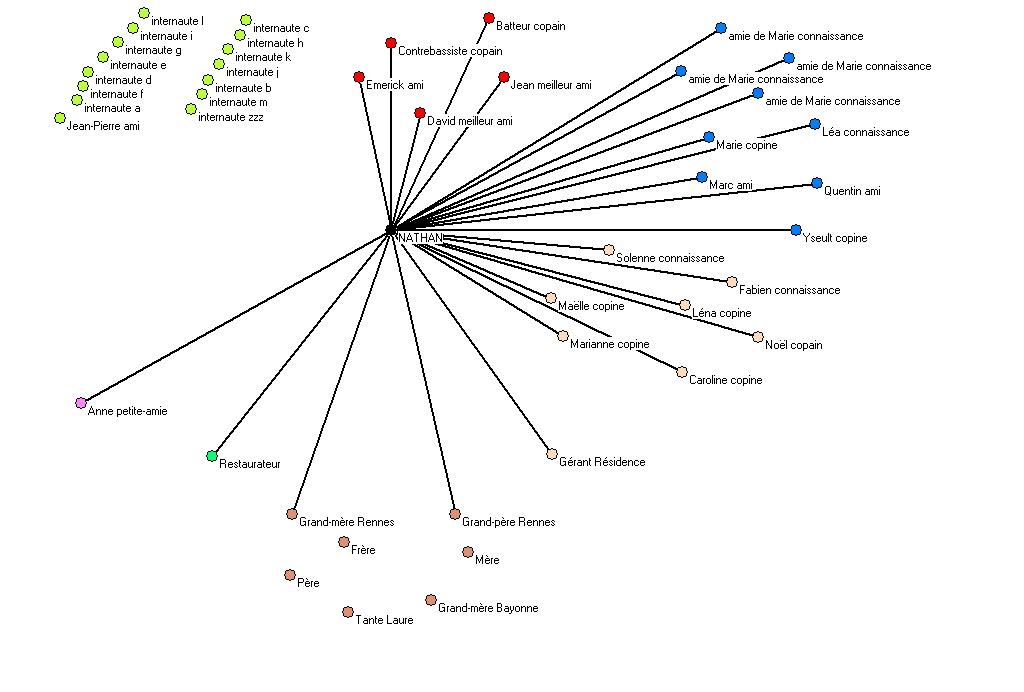 internaute l
internaute i
internaute g
internaute e
internaute d
internaute f
internaute a
Jean-Pierre ami
internaute c
internaute h
internaute k
internaute j
internaute b
internaute m
internaute zzz
Batteur copain
Contrebassiste copain
Emerick ami
Jean meilleur ami
David meilleur ami
amie de Marie connaissance
amie de Marie connaissance
amie de Marie connaissance
amie de Marie connaissance
Léa connaissance
Marie copine
Marc ami
Quentin ami
Yseult copine
NATHAN
Solenne connaissance
Fabien connaissance
Maëlle copine
Léna copine
Marianne copine
Noël copain
Caroline copine
Anne petite-amie
Restaurateur
Gérant Résidence
Grand-mère Rennes
Grand-père Rennes
Frère
Mère
Père
Grand-mère Bayonne
Tante Laure